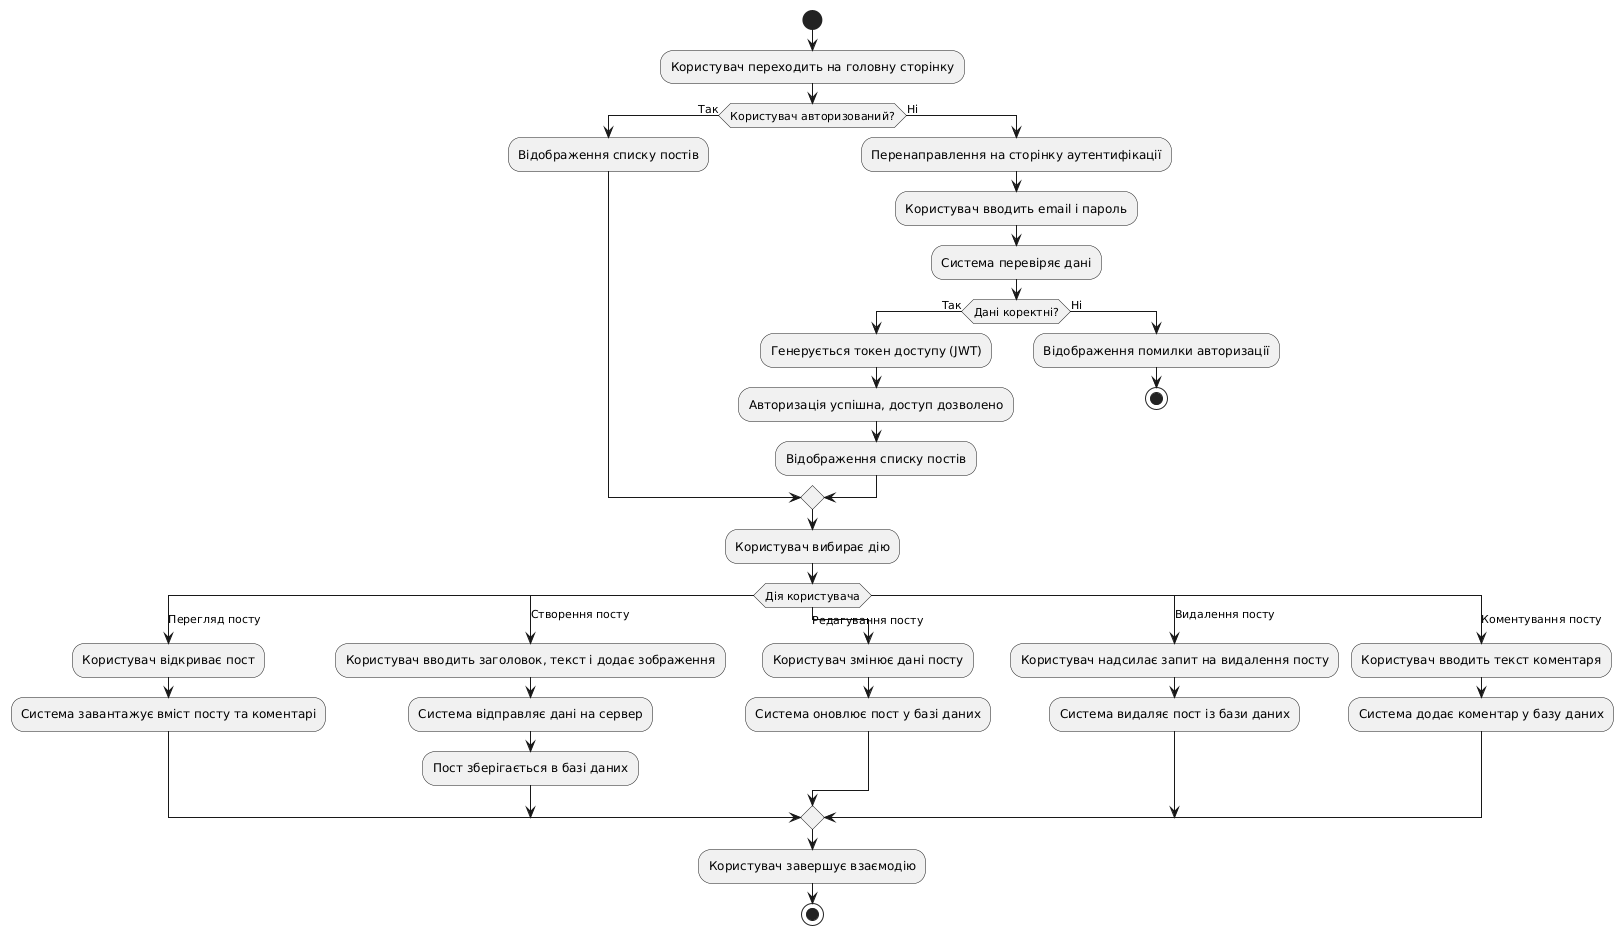 Користувач переходить на головну сторінку
Так
Користувач авторизований?
Ні
Відображення списку постів
Перенаправлення на сторінку аутентифікації
Користувач вводить email і пароль
Система перевіряє дані
Так
Дані коректні?
Ні
Генерується токен доступу (JWT)
Відображення помилки авторизації
Авторизація успішна, доступ дозволено
Відображення списку постів
Користувач вибирає дію
Дія користувача
Перегляд посту
Створення посту
Редагування посту
Видалення посту
Коментування посту
Користувач відкриває пост
Користувач вводить заголовок, текст і додає зображення
Користувач змінює дані посту
Користувач надсилає запит на видалення посту
Користувач вводить текст коментаря
Система завантажує вміст посту та коментарі
Система відправляє дані на сервер
Система оновлює пост у базі даних
Система видаляє пост із бази даних
Система додає коментар у базу даних
Пост зберігається в базі даних
Користувач завершує взаємодію